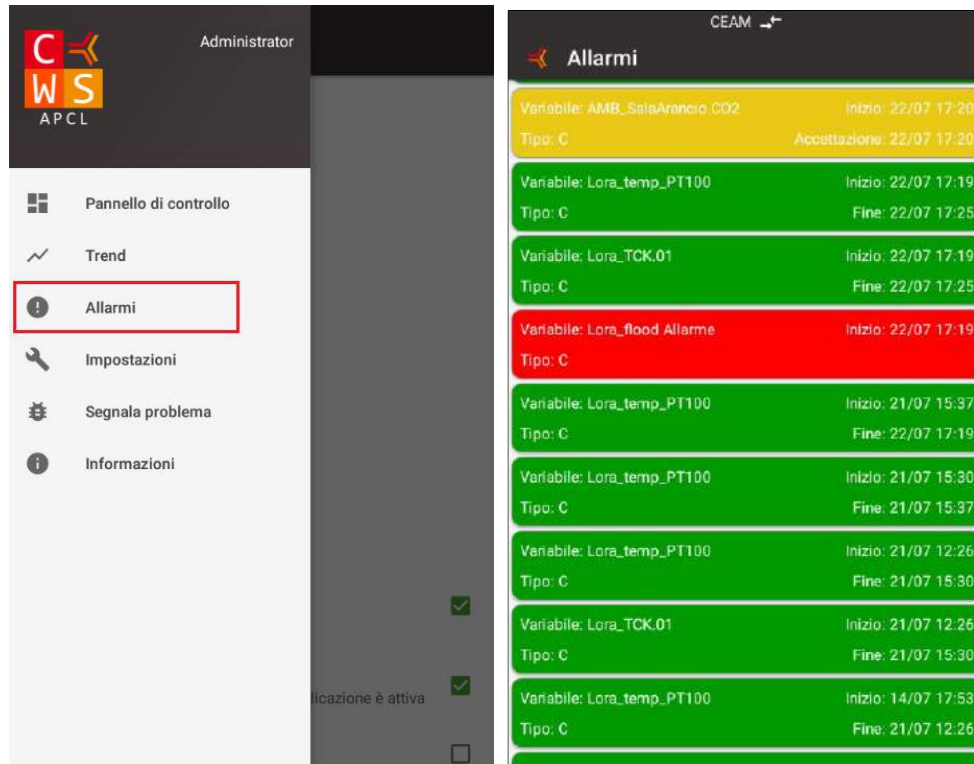 C
W S
APCL
Administrator
Pannello di controllo
Trend
Allarmi
Impostazioni
Segnala problema
Informazioni
licazione è attiva
CEAM
Allarmi
Variabile: AMB_SalaArancio CO2 Inizio: 22/07 17:20
Tipo: C Accettazione: 22/07 17:20
Variabile: Lora_temp_PT100 Inizio: 22/07 17:19
Tipo: C Fine: 22/07 17:25
Variabile: Lora_TCK.01 Inizio: 22/07 17:19
Tipo: C Fine: 22/07 17:25
Variabile: Lora_flood Allarme Inizio: 22/07 17:19
Tipo: C
Variabile: Lora_temp_PT100 Inizio: 21/07 15:37
Tipo: C Fine: 22/07 17:19
Variabile: Lora_temp_PT100 Inizio: 21/07 15:30
Tipo: C Fine: 21/07 15:37
Variabile: Lora_temp_PT100 Inizio: 21/07 12:26
Tipo: C Fine: 21/07 15:30
Variabile: Lora_TCK.01 Inizio: 21/07 12:26
Tipo: C Fine: 21/07 15:30
Variabile: Lora_temp_PT100 Inizio: 14/07 17:53
Tipo: C Fine: 21/07 12:26